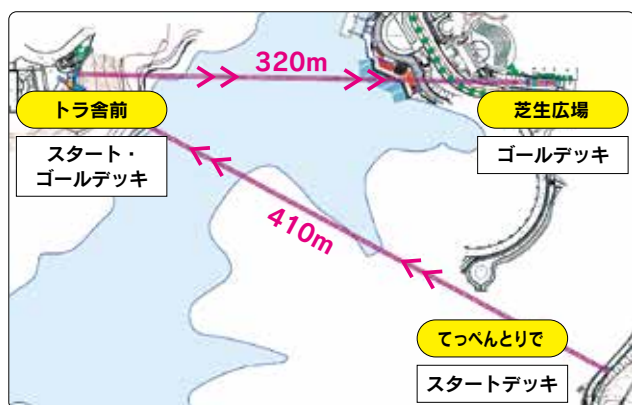 320m
トラ舎前
スタート・
ゴールデッキ
芝生広場
ゴールデッキ
410m
てっぺんとりで
スタートデッキ